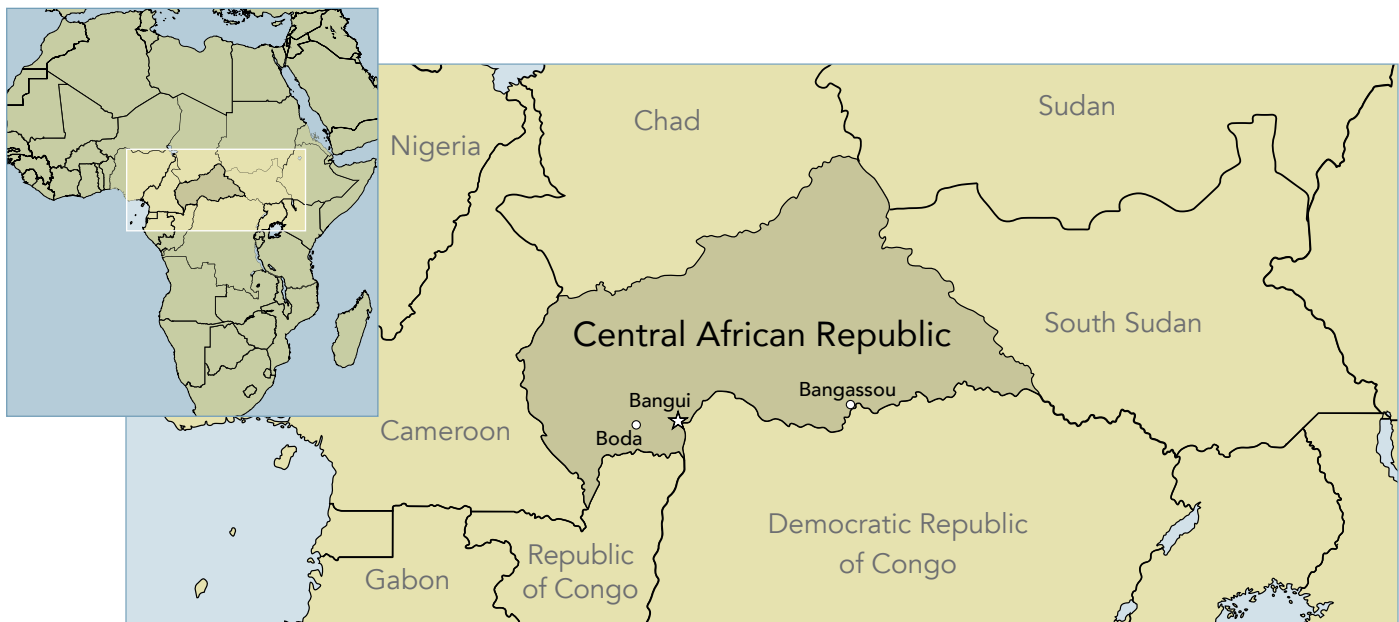 Sudan
Chad
Nigeria
South Sudan
Central African Republic
Bangassou
Bangui
Boda
Cameroon
Democratic Republic
of Congo
Republic
of Congo
Gabon